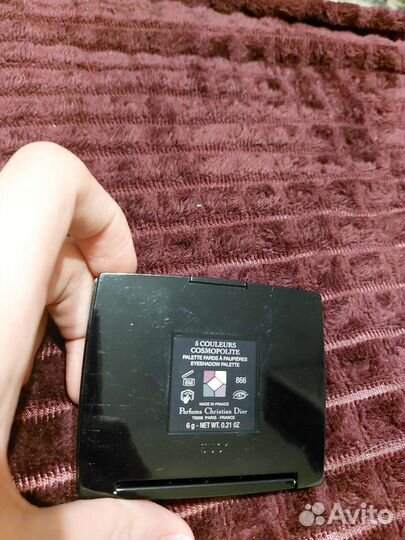 5 COULEURS
COSMOPOLITE
PALETTE FARDS À PAUPIÈRES
EYESHADOW PALETTE
866
MADE IN FRANCE
Parfums Christian Dior
75008 PARIS - FRANCE
6 g - NET WT. 0.21 OZ
Avito